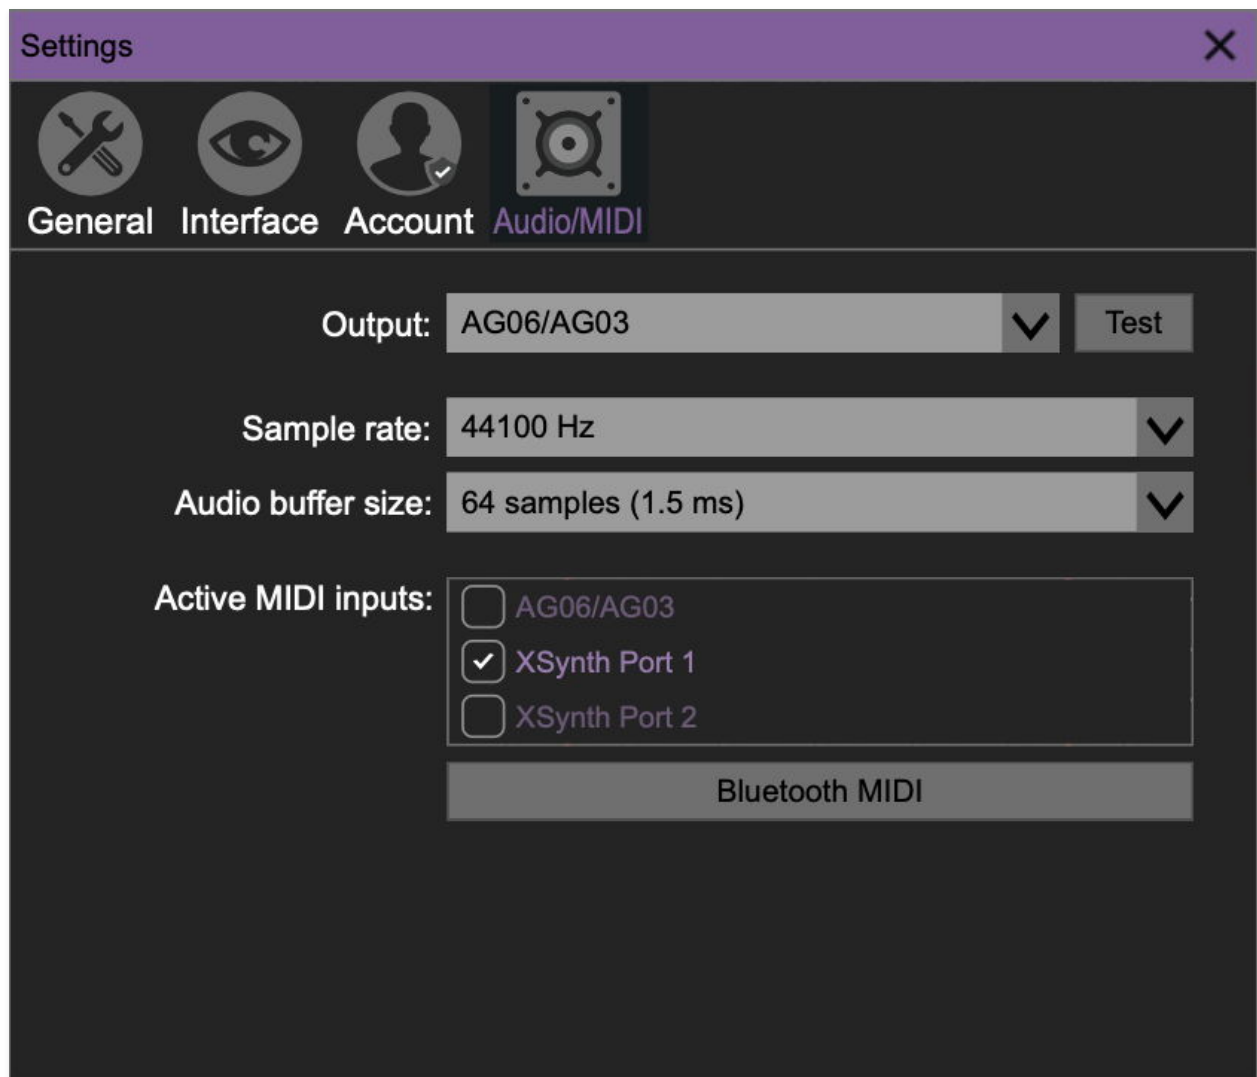 Settings
General Interface Account Audio/MIDI
Output: AG06/AG03 Test
Sample rate: 44100 Hz
Audio buffer size: 64 samples (1.5 ms)
Active MIDI inputs: AG06/AG03
XSynth Port 1
XSynth Port 2
Bluetooth MIDI